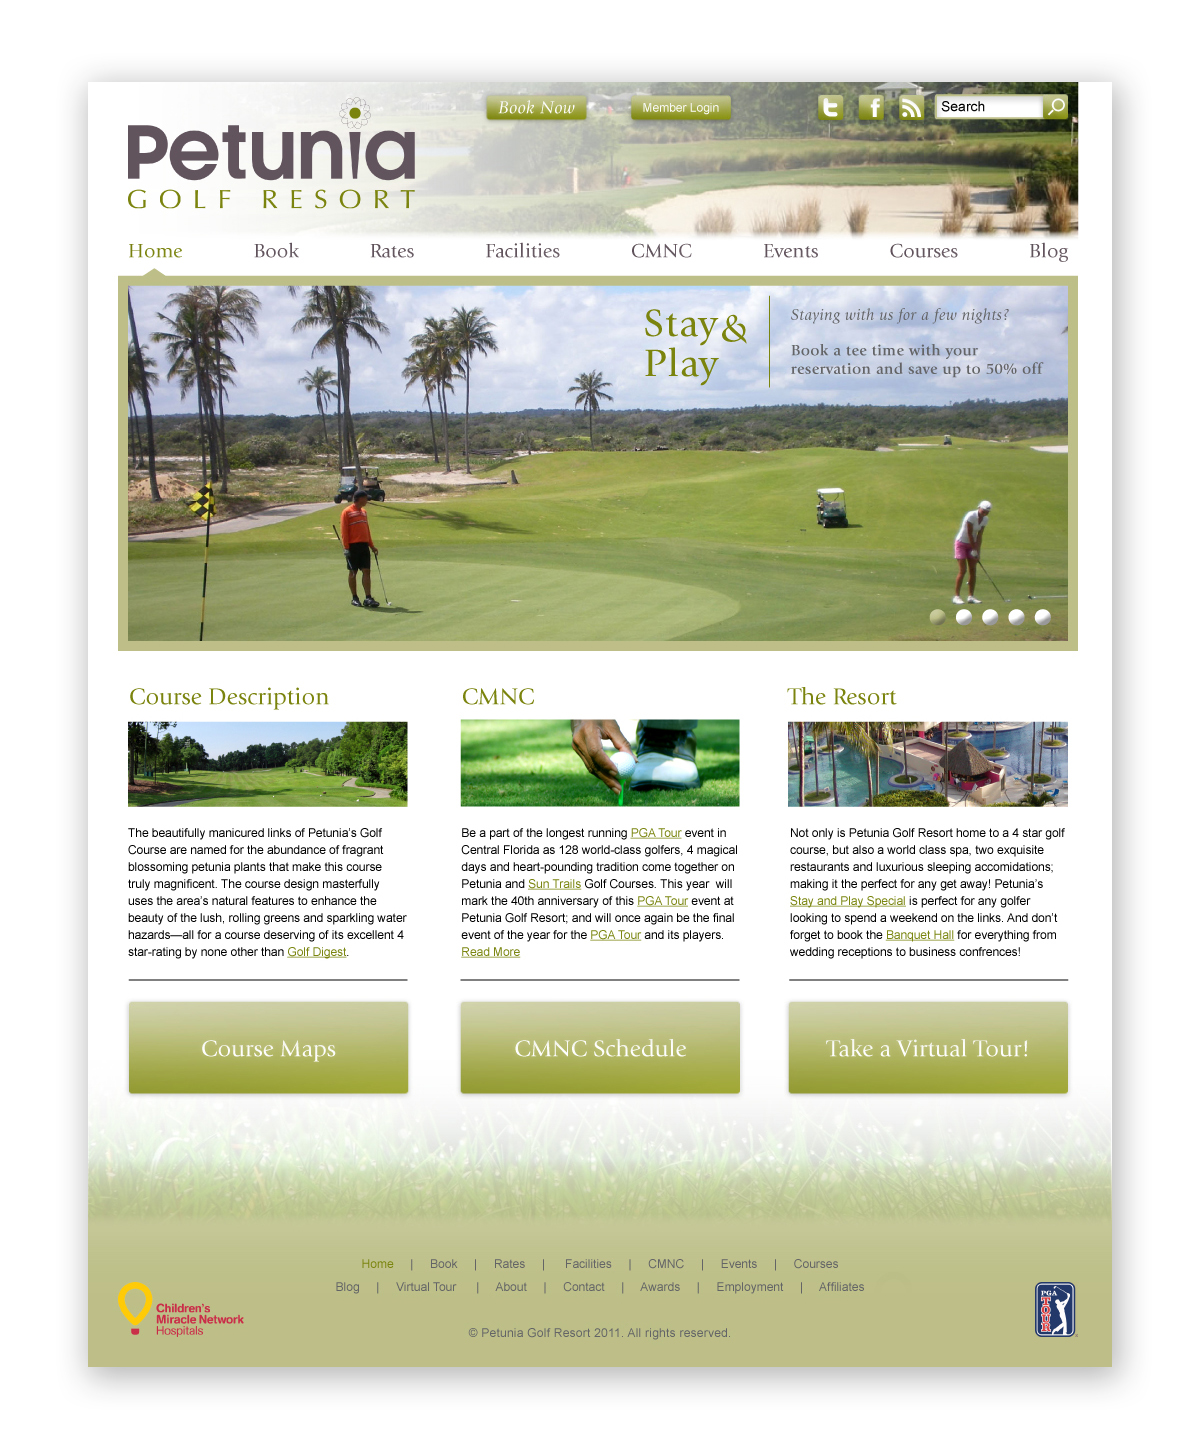 Book Now
Member Login
Search
Petunia
GOLF RESORT
Home Book Rates Facilities CMNC Events Courses Blog
Stay &
Play
Staying with us for a few nights?
Book a tee time with your
reservation and save up to 50% off
Course Description
The beautifully manicured links of Petunia's Golf
Course are named for the abundance of fragrant
blossoming petunia plants that make this course
truly magnificent. The course design masterfully
uses the area's natural features to enhance the
beauty of the lush, rolling greens and sparkling water
hazards—all for a course deserving of its excellent 4
star-rating by none other than Golf Digest.
Course Maps
CMNC
Be a part of the longest running PGA Tour event in
Central Florida as 128 world-class golfers, 4 magical
days and heart-pounding tradition come together on
Petunia and Sun Trails Golf Courses. This year will
mark the 40th anniversary of this PGA Tour event at
Petunia Golf Resort; and will once again be the final
event of the year for the PGA Tour and its players.
Read More
CMNC Schedule
The Resort
Not only is Petunia Golf Resort home to a 4 star golf
course, but also a world class spa, two exquisite
restaurants and luxurious sleeping accomidations;
making it the perfect for any get away! Petunia's
Stay and Play Special is perfect for any golfer
looking to spend a weekend on the links. And don't
forget to book the Banquet Hall for everything from
wedding receptions to business confrences!
Take a Virtual Tour!
Home | Book | Rates | Facilities | CMNC | Events | Courses
Blog | Virtual Tour | About | Contact | Awards | Employment | Affiliates
Children's
Miracle Network
Hospitals
© Petunia Golf Resort 2011. All rights reserved.
PGA
TOUR